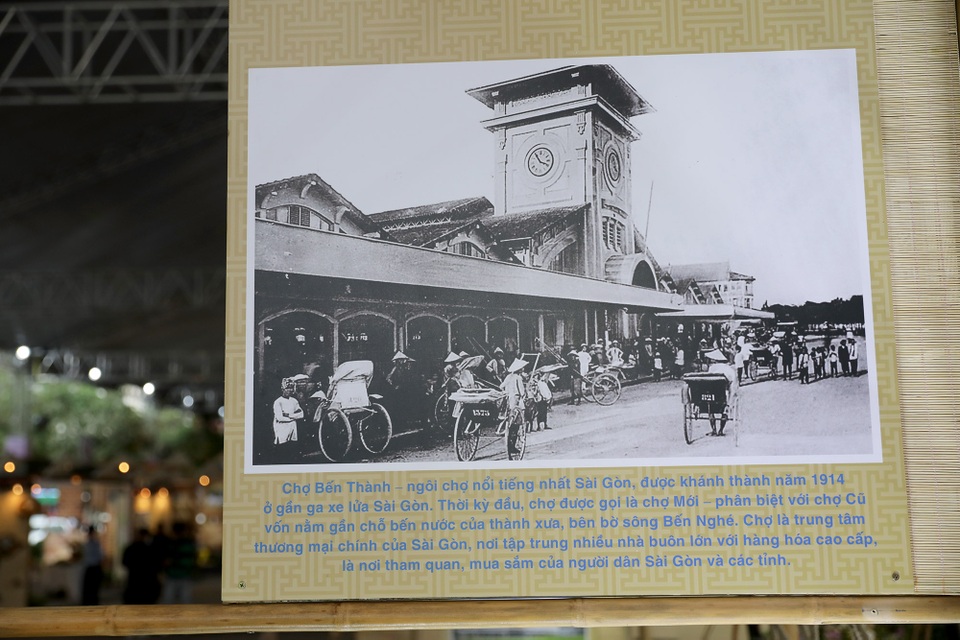 1575
821
Chợ Bến Thành – ngôi chợ nổi tiếng nhất Sài Gòn, được khánh thành năm 1914
ở gần ga xe lửa Sài Gòn. Thời kỳ đầu, chợ được gọi là chợ Mới – phân biệt với chợ Cũ
vốn nằm gần chỗ bến nước của thành xưa, bên bờ sông Bến Nghé. Chợ là trung tâm
thương mại chính của Sài Gòn, nơi tập trung nhiều nhà buôn lớn với hàng hóa cao cấp,
là nơi tham quan, mua sắm của người dân Sài Gòn và các tỉnh.